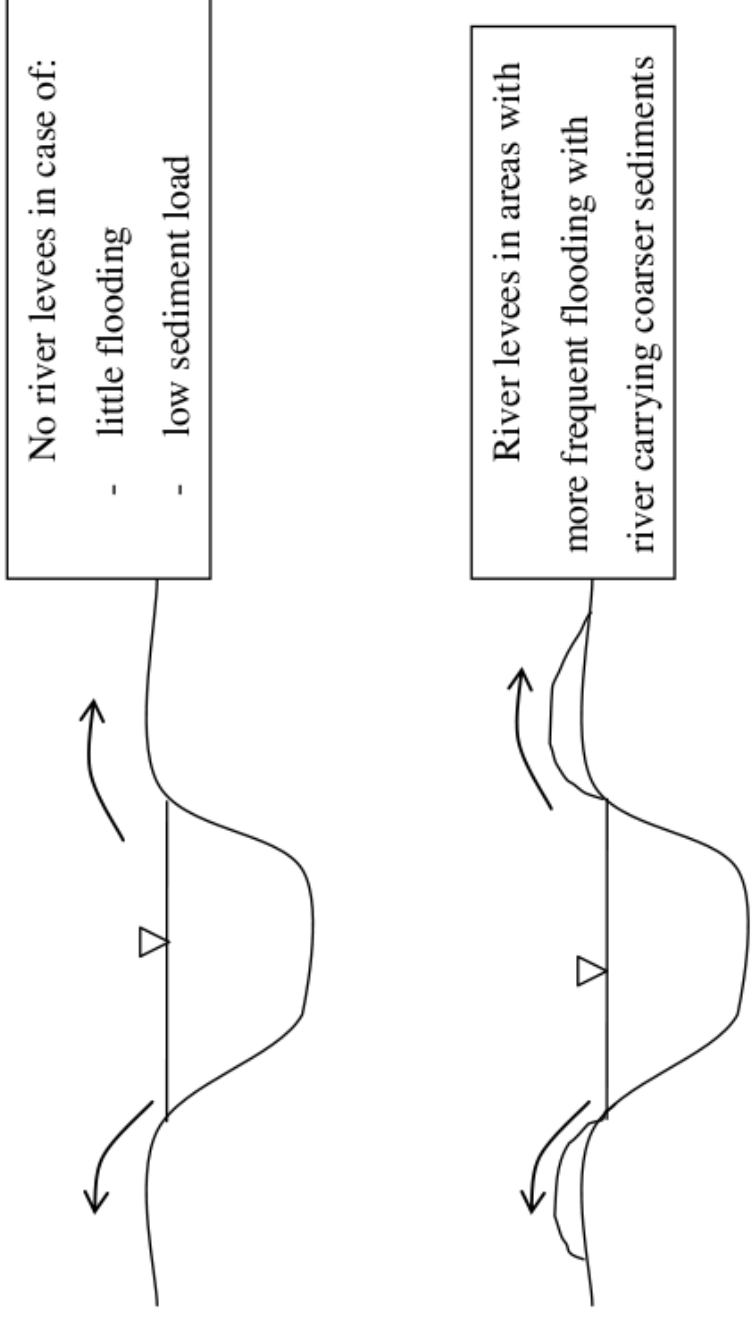 No river levees in case of:
- little flooding
- low sediment load
River levees in areas with
more frequent flooding with
river carrying coarser sediments